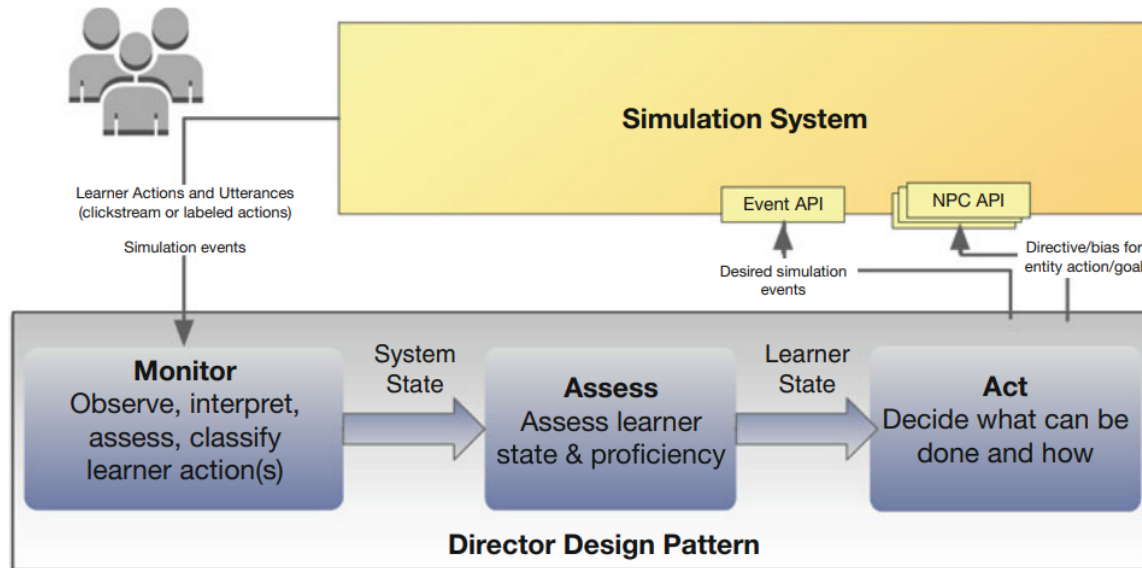 Simulation System
Learner Actions and Utterances
(clickstream or labeled actions)
Simulation events
Event API
NPC API
Desired simulation
events
Directive/bias for
entity action/goal
Monitor
Observe, interpret,
assess, classify
learner action(s)
System
State
Assess
Assess learner
state & proficiency
Learner
State
Act
Decide what can be
done and how
Director Design Pattern